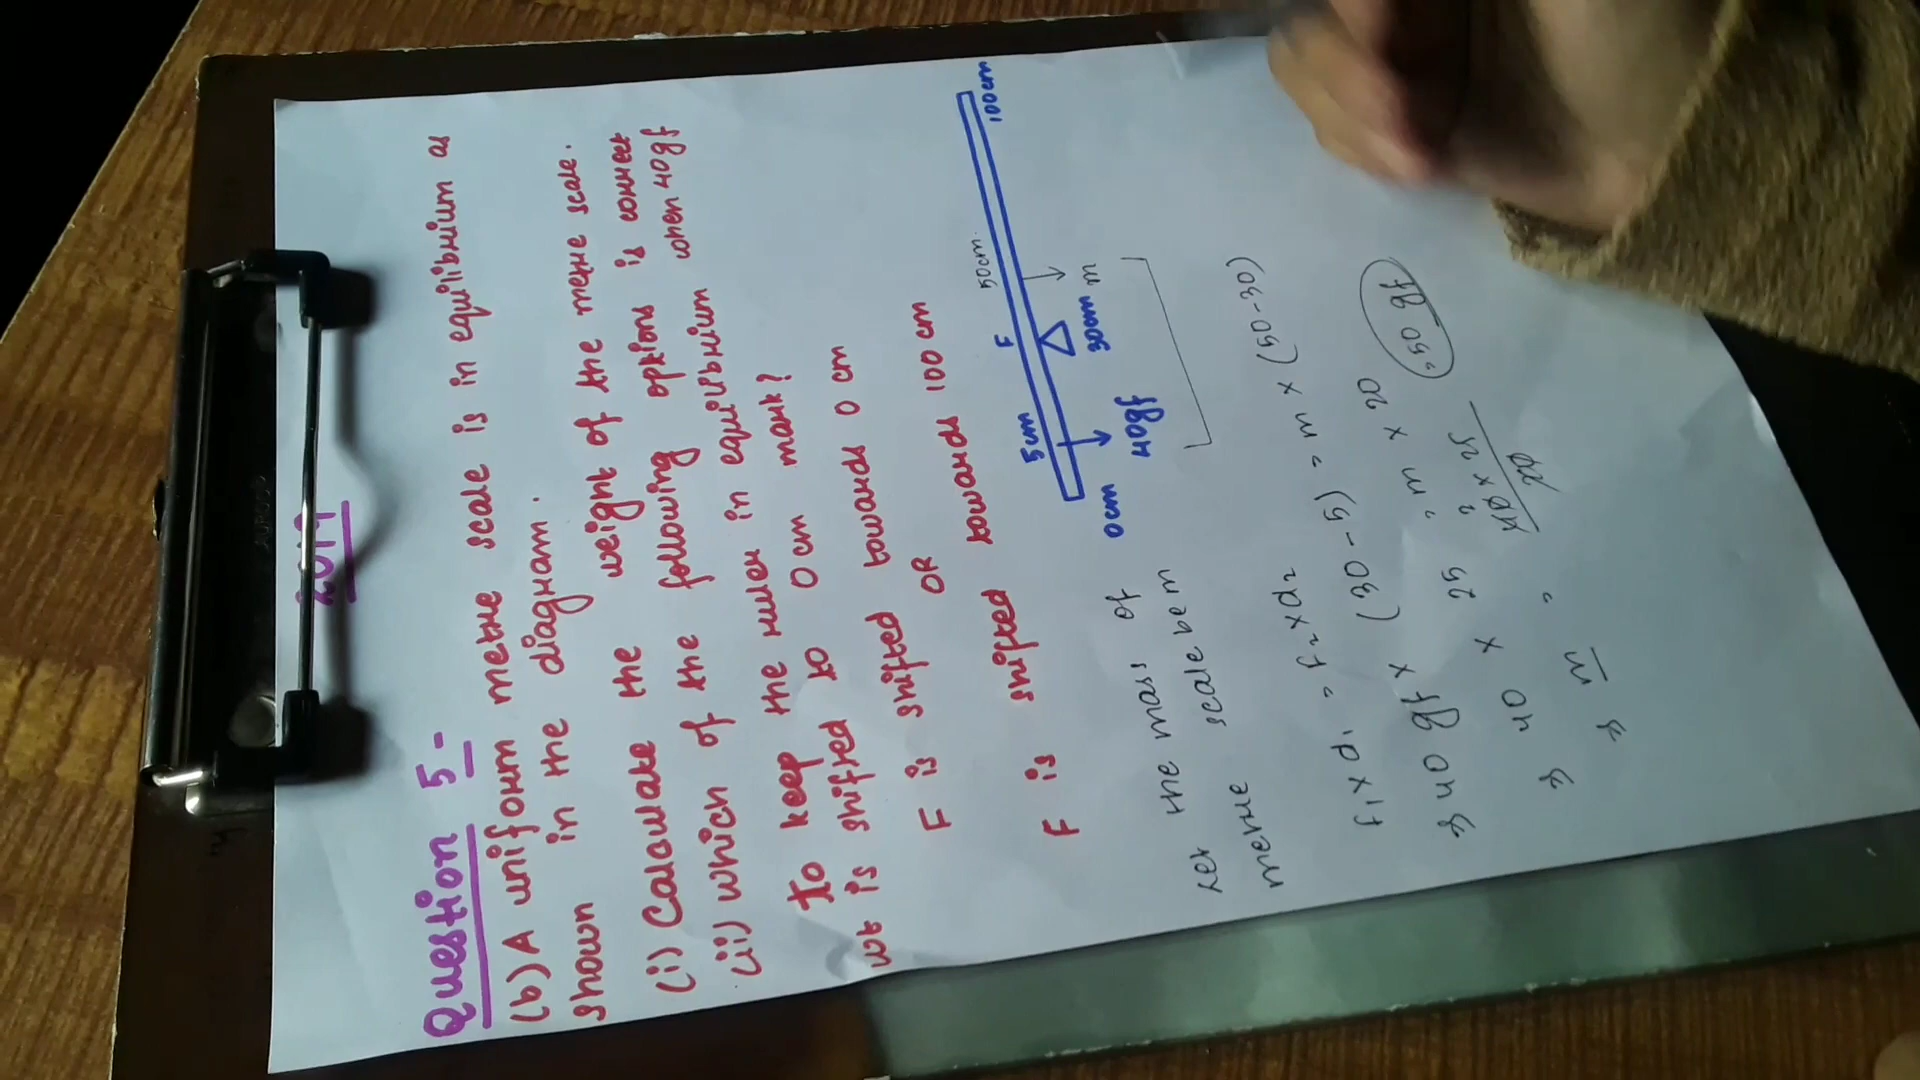 2017
Question 5-
(b) A uniform metre scale is in equilibrium as
shown in the diagram.
(i) Calculate the weight of the metre scale.
(ii) which of the following options is correct
to keep the ruler in equilibrium when 40gf
wt is shifted to 0 cm mark?
F is shifted towards 0 cm
OR
F is shifted towards 100 cm
5cm F 50cm. 100cm
0cm 40gf 30cm m
Let the mass of
metre scale be m
F₁ x d₁ = F₂ x d₂
40 gf x (30 - 5) = m x (50-30)
40 x 25 = m x 20
m = 40 x 25 = 50 gf
2
20